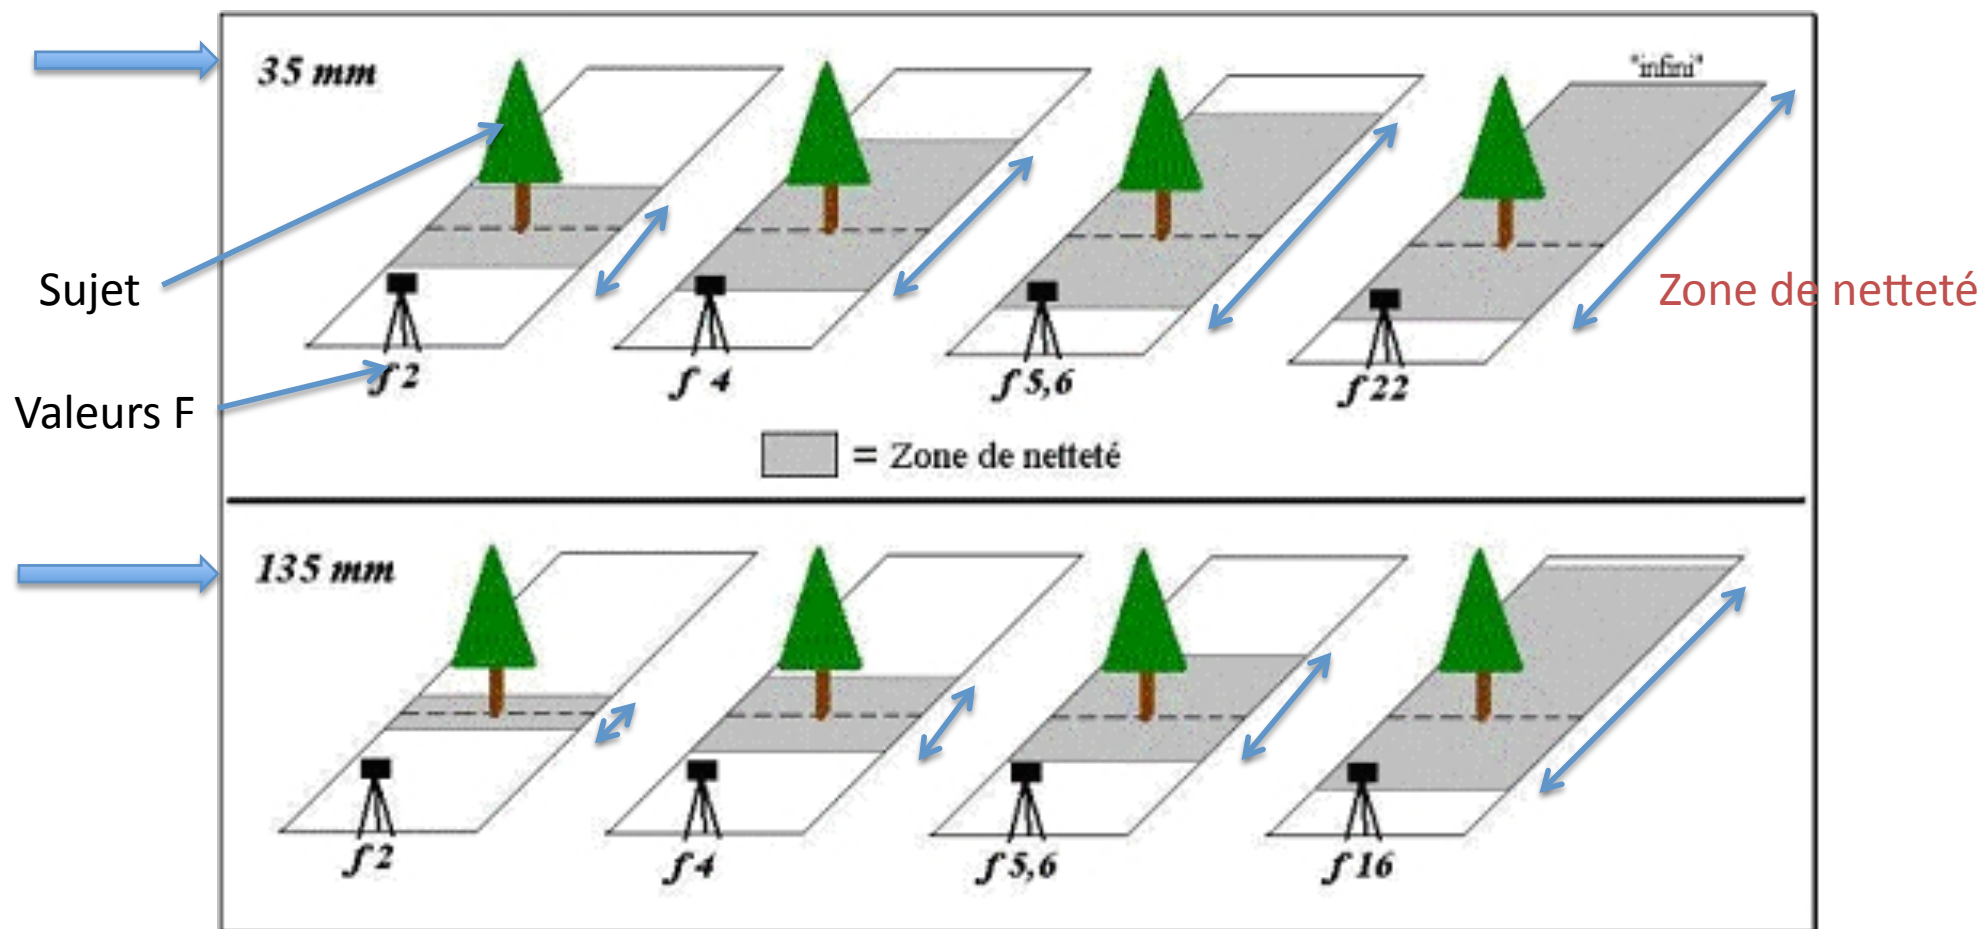 35 mm
"infini"
Sujet
Zone de netteté
f 2
f 4
f 5,6
f 22
Valeurs F
= Zone de netteté
135 mm
f 2
f 4
f 5,6
f 16